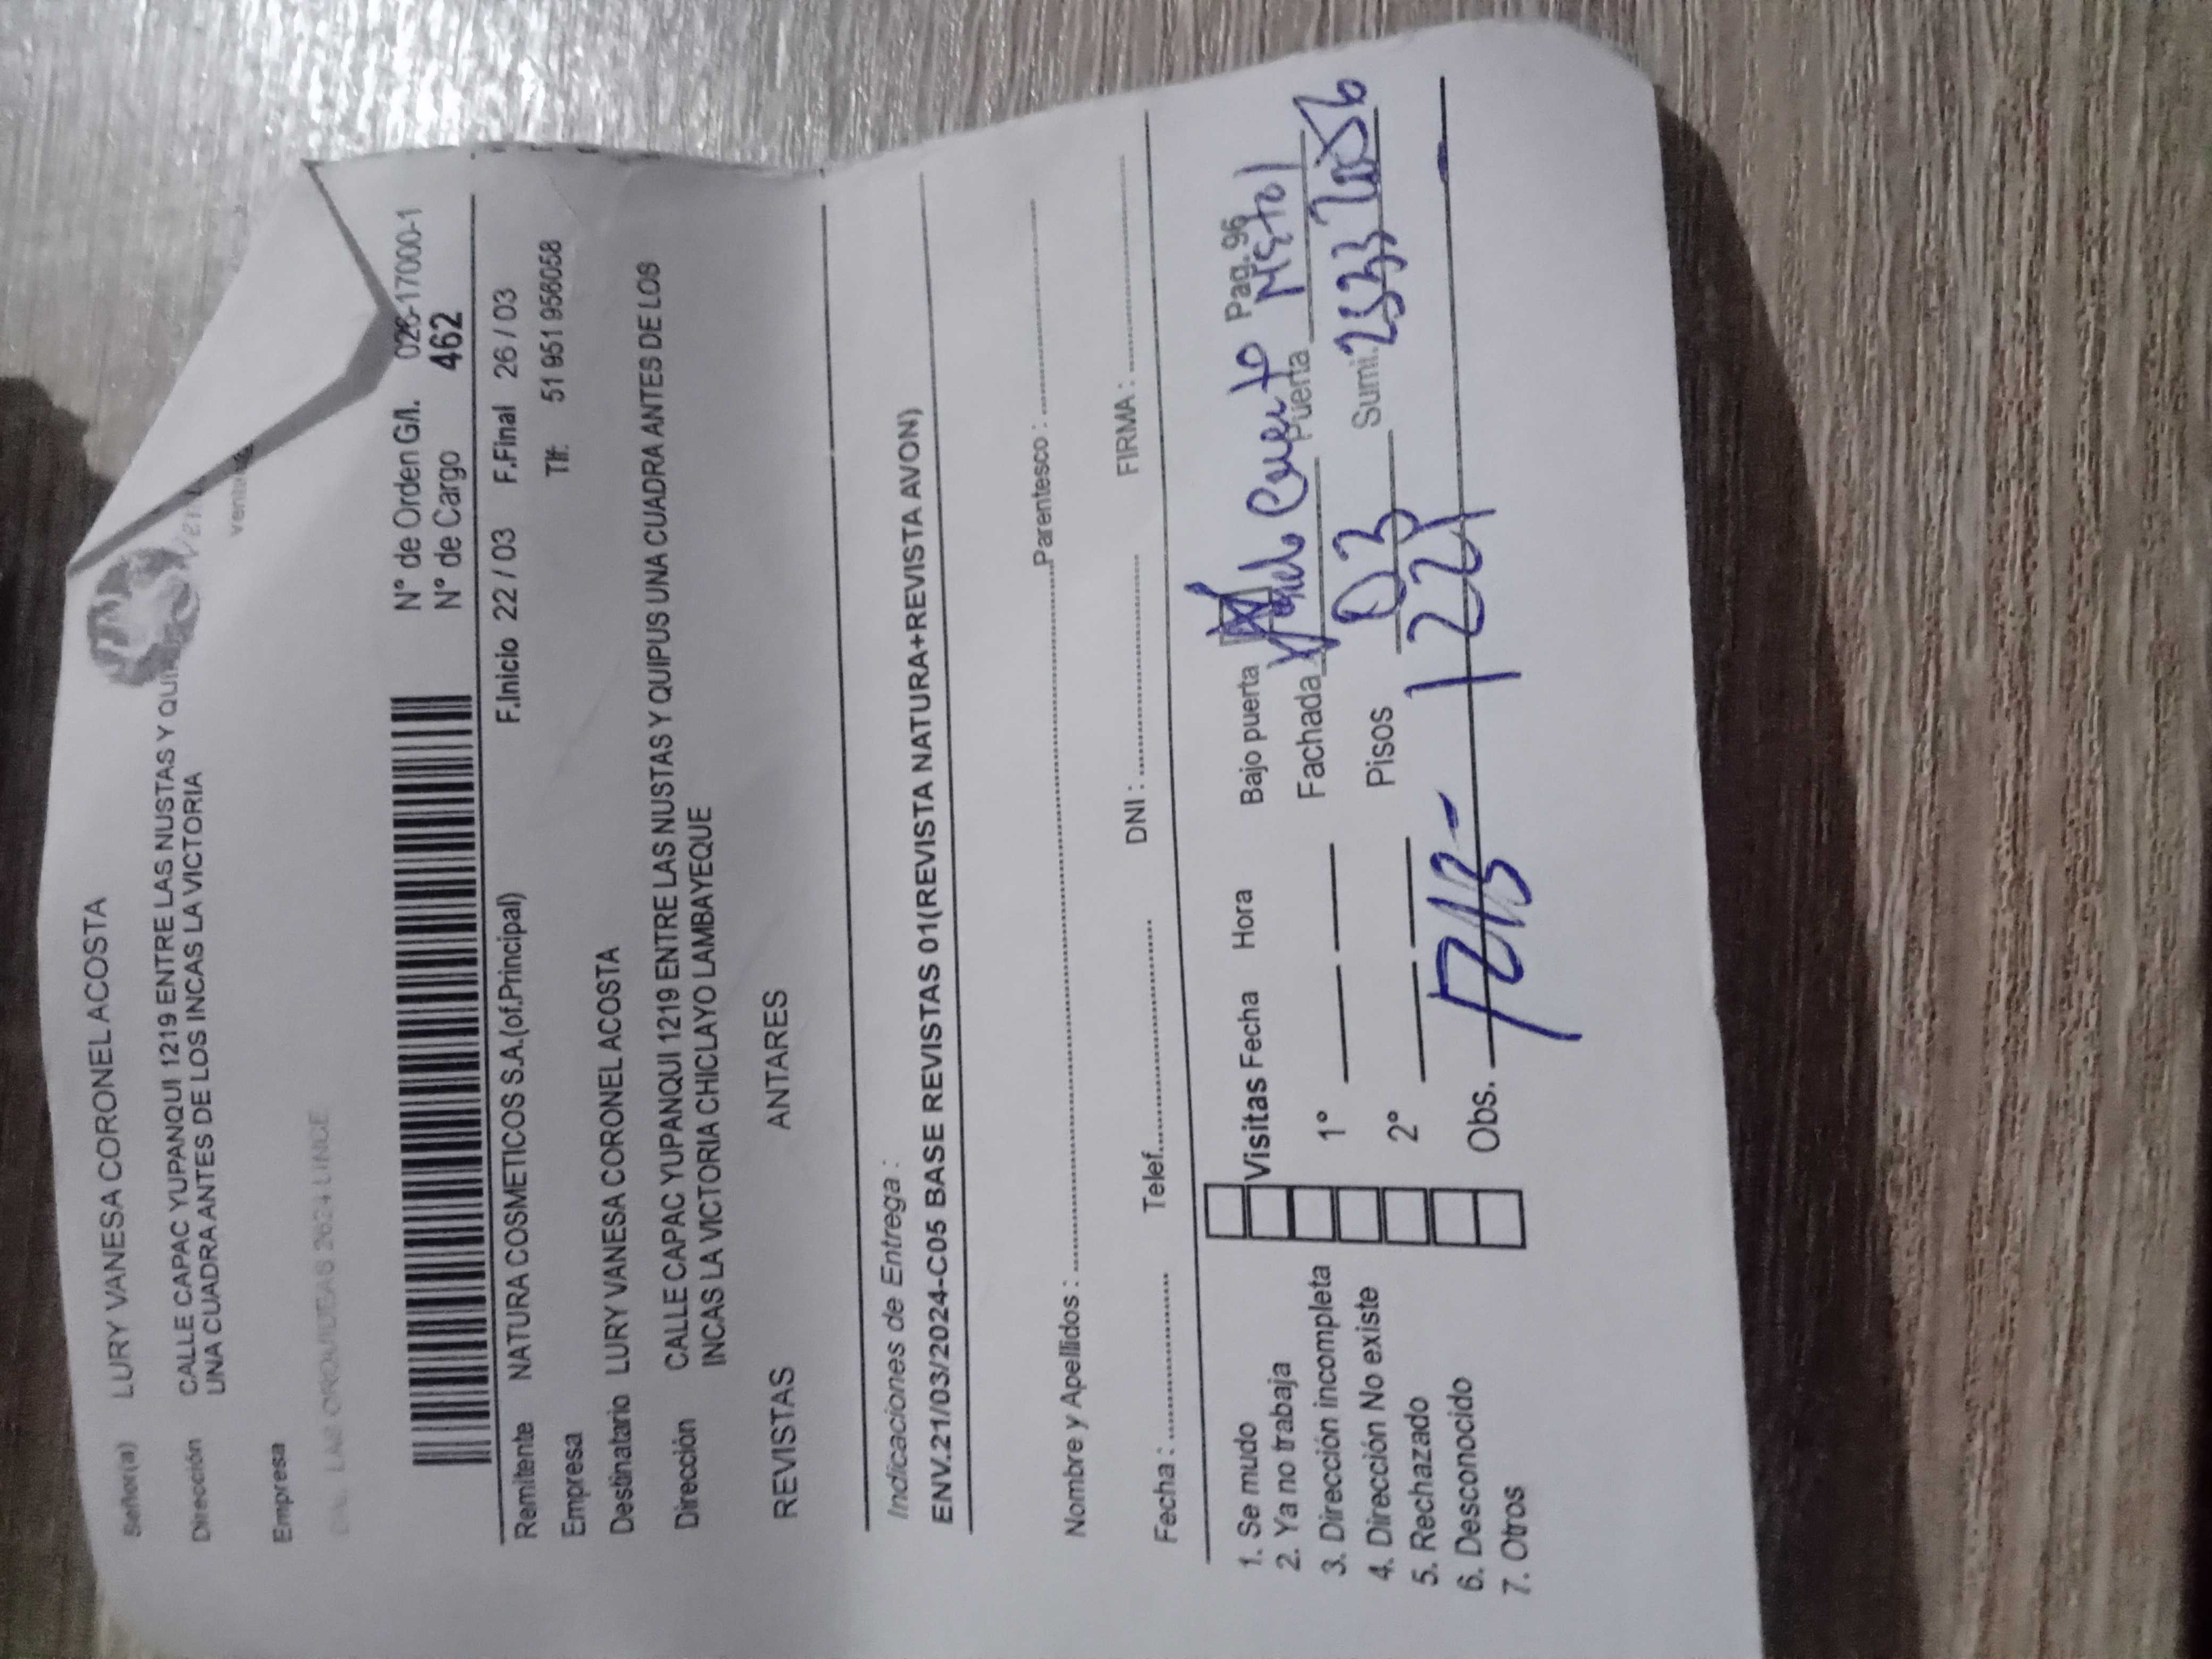 Señor(a) LURY VANESA CORONEL ACOSTA
Dirección CALLE CAPAC YUPANQUI 1219 ENTRE LAS NUSTAS Y QUI
UNA CUADRA ANTES DE LOS INCAS LA VICTORIA
Empresa
N° de Orden G/l. 026-17000-1
N° de Cargo 462
Remitente NATURA COSMETICOS S.A.(of.Principal) F.Inicio 22 / 03 F.Final 26 / 03
Empresa Tlf: 51 951 956058
Destinatario LURY VANESA CORONEL ACOSTA
Dirección CALLE CAPAC YUPANQUI 1219 ENTRE LAS NUSTAS Y QUIPUS UNA CUADRA ANTES DE LOS
INCAS LA VICTORIA CHICLAYO LAMBAYEQUE
REVISTAS ANTARES
Indicaciones de Entrega :
ENV.21/03/2024-C05 BASE REVISTAS 01(REVISTA NATURA+REVISTA AVON)
Nombre y Apellidos : Parentesco :
Fecha : Telef. DNI : FIRMA :
1. Se mudo Visitas Fecha Hora Bajo puerta Pag. 96
2. Ya no trabaja
3. Dirección incompleta 1° Fachada Puerta Metal
4. Dirección No existe
5. Rechazado 2° Pisos 03 Sumi.
6. Desconocido
7. Otros Obs. 1221